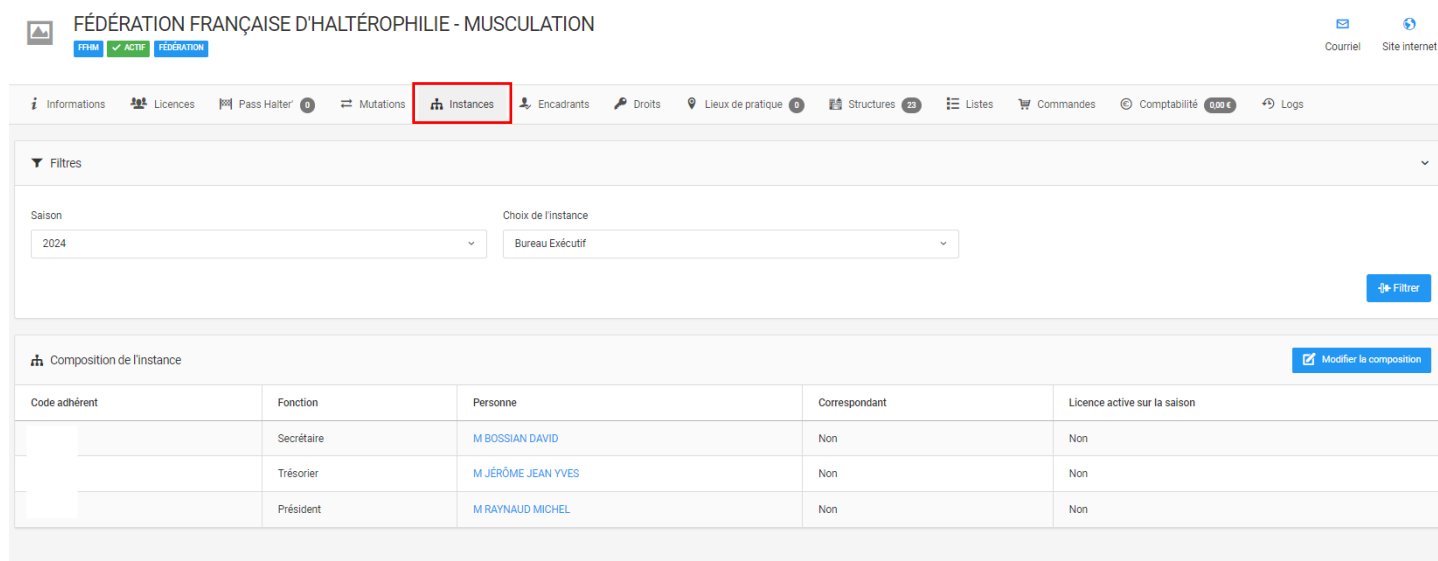 FÉDÉRATION FRANÇAISE D'HALTÉROPHILIE - MUSCULATION
FFHM ACTIF FÉDÉRATION
Courriel Site internet
Informations Licences Pass Halter' 0 Mutations Instances Encadrants Droits Lieux de pratique 0 Structures 23 Listes Commandes Comptabilité 0,00 € Logs
Filtres
Saison Choix de l'instance
2024 Bureau Exécutif
Filtrer
Composition de l'instance Modifier la composition
Code adhérent Fonction Personne Correspondant Licence active sur la saison
Secrétaire M BOSSIAN DAVID Non Non
Trésorier M JÉRÔME JEAN YVES Non Non
Président M RAYNAUD MICHEL Non Non